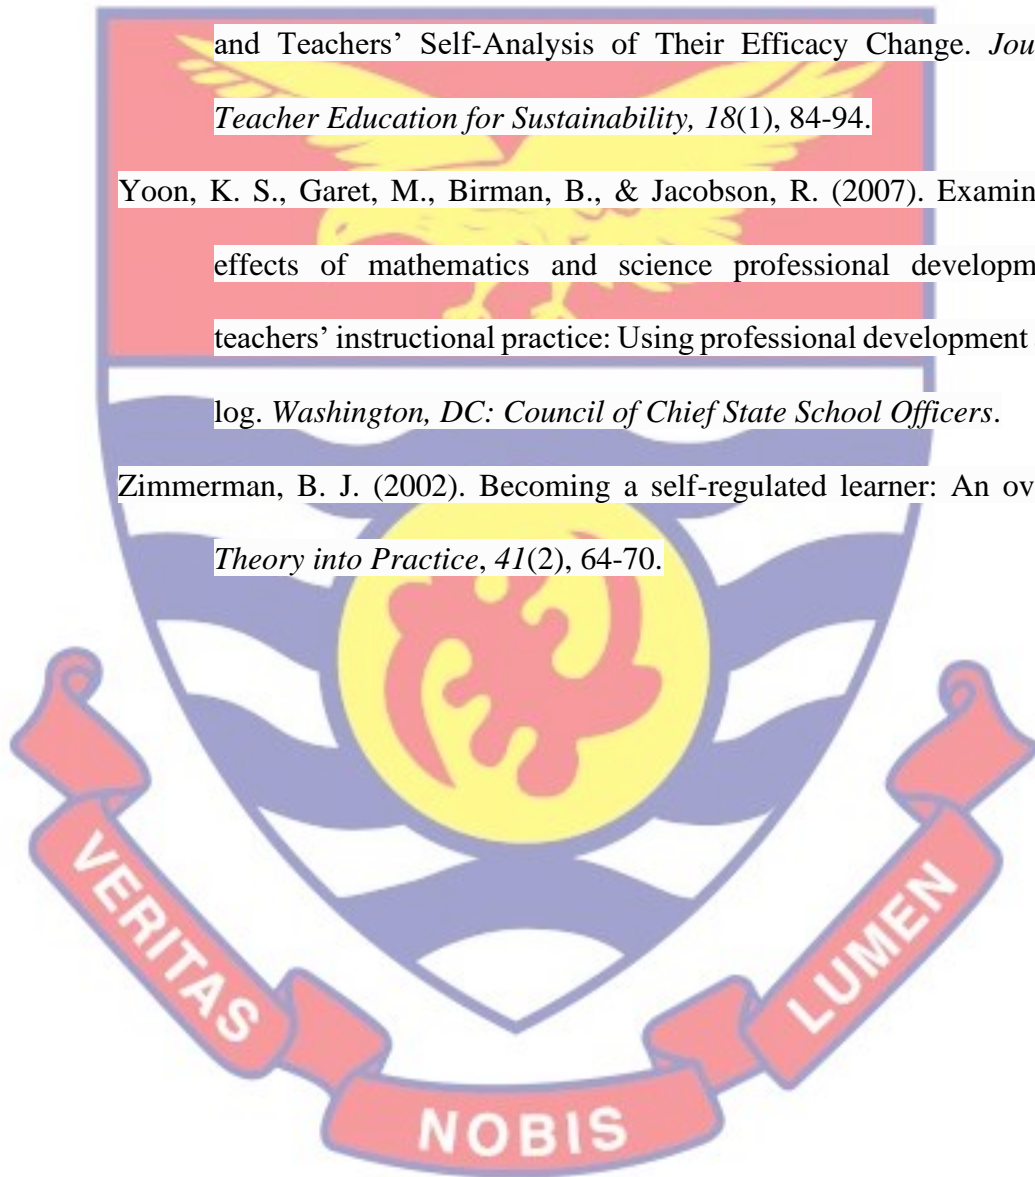 and Teachers’ Self-Analysis of Their Efficacy Change. Jou
Teacher Education for Sustainability, 18(1), 84-94.
Yoon, K. S., Garet, M., Birman, B., & Jacobson, R. (2007). Examin
effects of mathematics and science professional developm
teachers’ instructional practice: Using professional development
log. Washington, DC: Council of Chief State School Officers.
Zimmerman, B. J. (2002). Becoming a self-regulated learner: An ov
Theory into Practice, 41(2), 64-70.
VERITAS
NOBIS
LUMEN